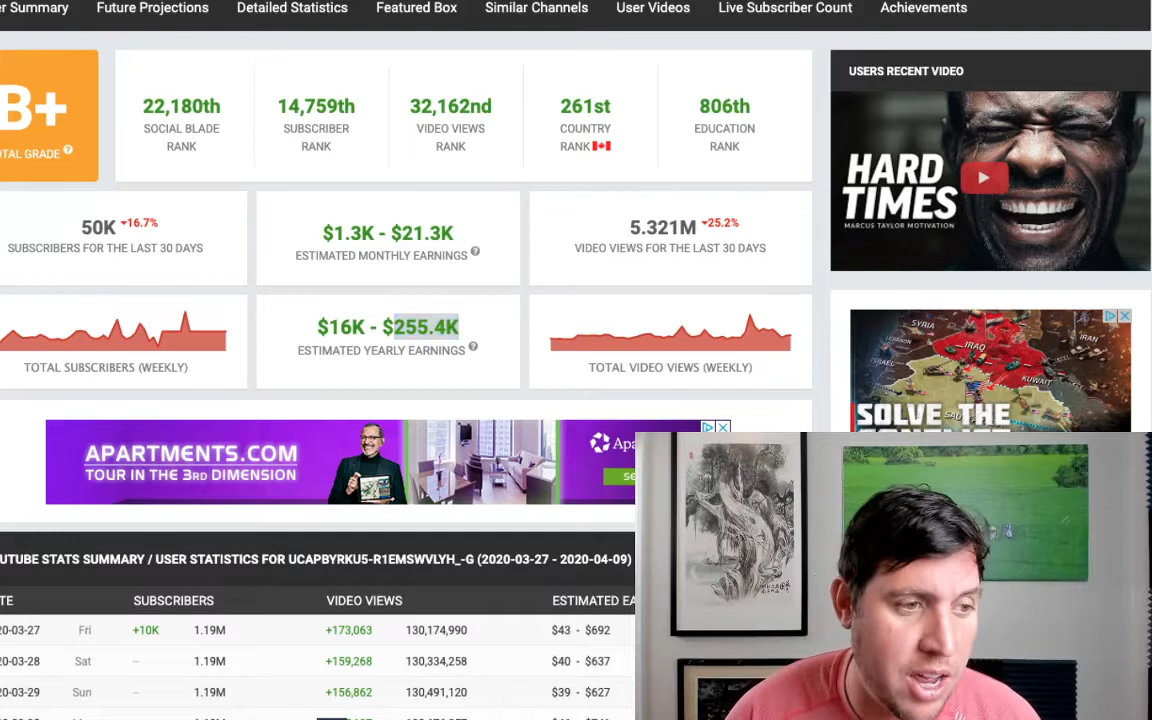 er Summary Future Projections Detailed Statistics Featured Box Similar Channels User Videos Live Subscriber Count Achievements
B+
OTAL GRADE ?
22,180th
SOCIAL BLADE
RANK
14,759th
SUBSCRIBER
RANK
32,162nd
VIDEO VIEWS
RANK
261st
COUNTRY
RANK
806th
EDUCATION
RANK
USERS RECENT VIDEO
HARD
TIMES
MARCUS TAYLOR MOTIVATION
50K -16.7%
SUBSCRIBERS FOR THE LAST 30 DAYS
$1.3K - $21.3K
ESTIMATED MONTHLY EARNINGS ?
5.321M -25.2%
VIDEO VIEWS FOR THE LAST 30 DAYS
TOTAL SUBSCRIBERS (WEEKLY)
$16K - $255.4K
ESTIMATED YEARLY EARNINGS ?
TOTAL VIDEO VIEWS (WEEKLY)
SYRIA
LEBANON
IRAQ
IRAN
ISRAEL
KUWAIT
SAU
SOLVE THE
APARTMENTS.COM
TOUR IN THE 3RD DIMENSION
Apa
se
UTUBE STATS SUMMARY / USER STATISTICS FOR UCAPBYRKU5-R1EMSWVLYH_-G (2020-03-27 - 2020-04-09)
TE SUBSCRIBERS VIDEO VIEWS ESTIMATED EA
20-03-27 Fri +10K 1.19M +173,063 130,174,990 $43 - $692
20-03-28 Sat -- 1.19M +159,268 130,334,258 $40 - $637
20-03-29 Sun -- 1.19M +156,862 130,491,120 $39 - $627